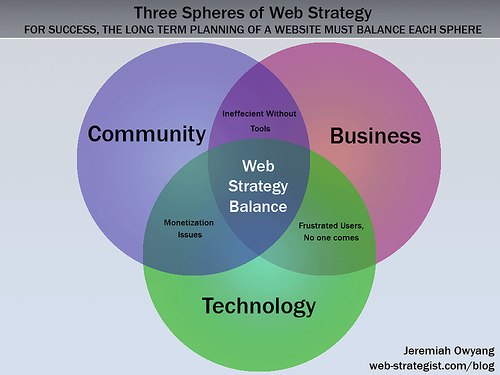 Three Spheres of Web Strategy
FOR SUCCESS, THE LONG TERM PLANNING OF A WEBSITE MUST BALANCE EACH SPHERE
Ineffecient Without
Tools
Community
Business
Web
Strategy
Balance
Monetization
Issues
Frustrated Users,
No one comes
Technology
Jeremiah Owyang
web-strategist.com/blog